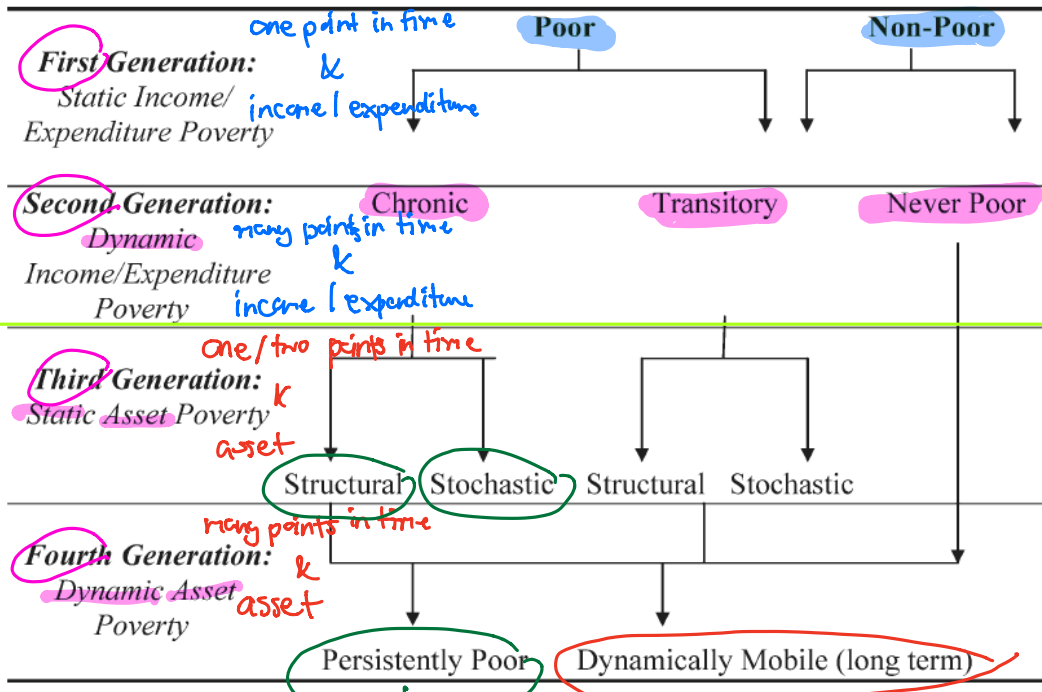 one point in time
Poor
Non-Poor
First Generation:
&
Static Income/
income / expenditure
Expenditure Poverty
Second Generation:
Chronic
Transitory
Never Poor
many points in time
Dynamic
&
Income/Expenditure
Poverty
income / expenditure
one/two points in time
Third Generation:
&
Static Asset Poverty
asset
Structural
Stochastic
Structural
Stochastic
many points in time
Fourth Generation:
&
Dynamic Asset
asset
Poverty
Persistently Poor
Dynamically Mobile (long term)